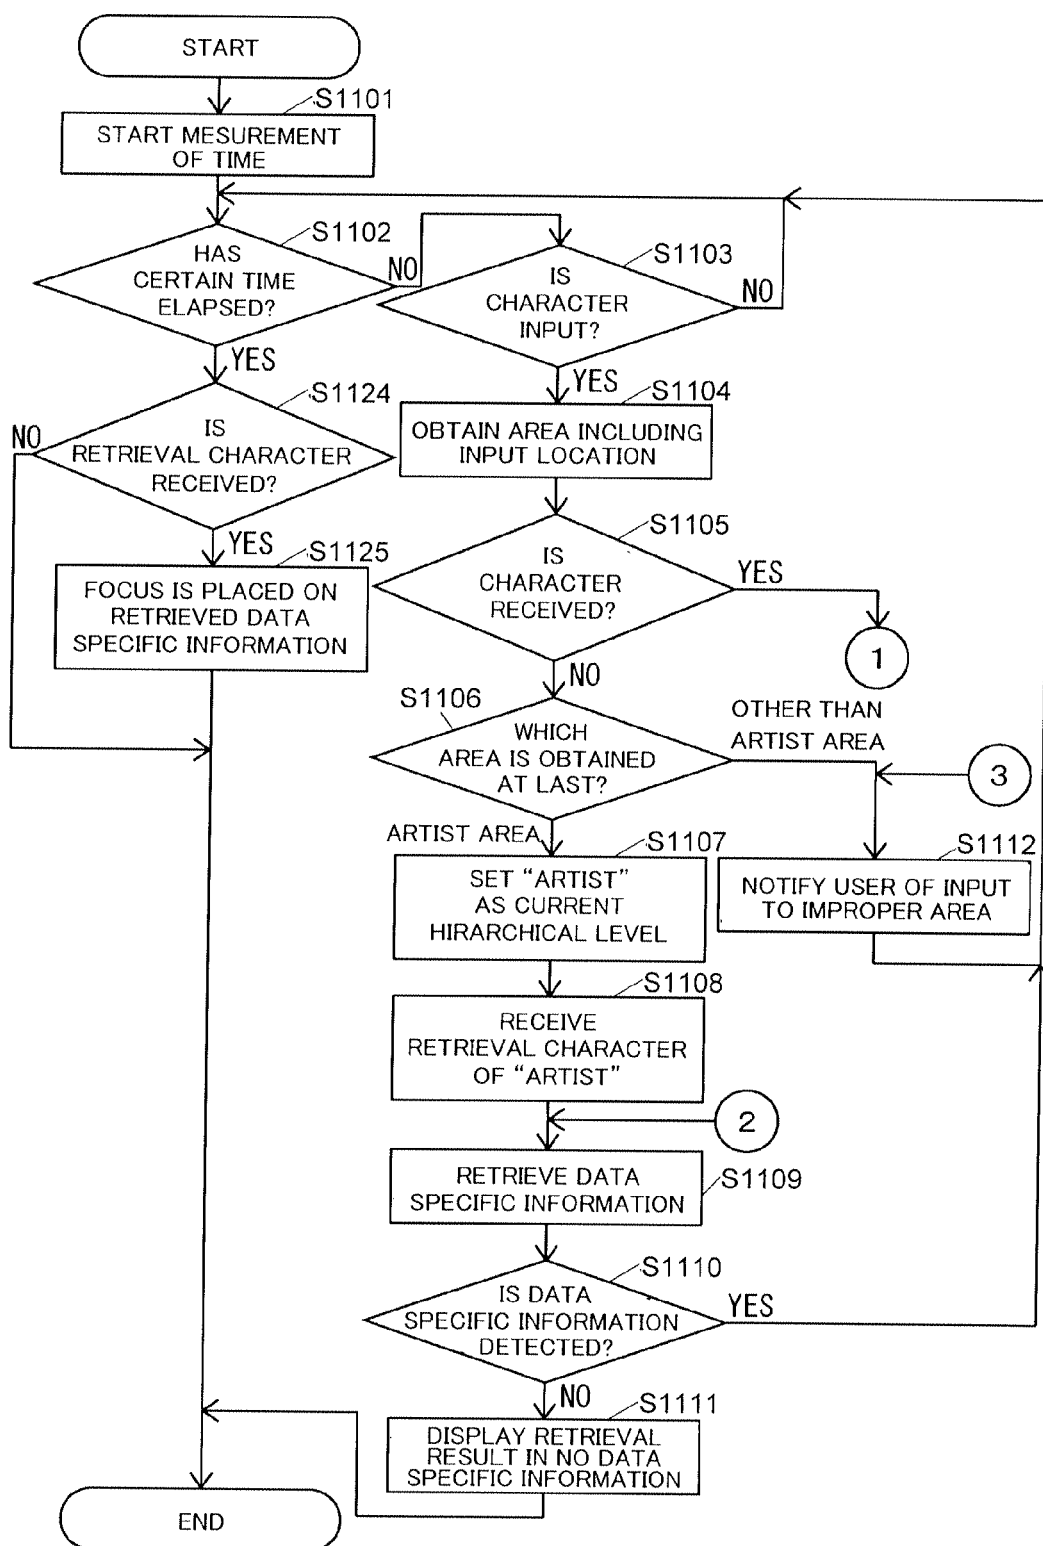 START
S1101
START MESUREMENT
OF TIME
S1102
HAS
CERTAIN TIME
ELAPSED?
NO
YES
S1103
IS
CHARACTER
INPUT?
NO
YES
S1124
IS
RETRIEVAL CHARACTER
RECEIVED?
NO
YES
S1104
OBTAIN AREA INCLUDING
INPUT LOCATION
S1125
FOCUS IS PLACED ON
RETRIEVED DATA
SPECIFIC INFORMATION
S1105
IS
CHARACTER
RECEIVED?
YES
1
NO
S1106
WHICH
AREA IS OBTAINED
AT LAST?
OTHER THAN
ARTIST AREA
3
ARTIST AREA
S1107
SET “ARTIST”
AS CURRENT
HIRARCHICAL LEVEL
S1112
NOTIFY USER OF INPUT
TO IMPROPER AREA
S1108
RECEIVE
RETRIEVAL CHARACTER
OF “ARTIST”
2
RETRIEVE DATA
SPECIFIC INFORMATION
S1109
S1110
IS DATA
SPECIFIC INFORMATION
DETECTED?
YES
NO
S1111
DISPLAY RETRIEVAL
RESULT IN NO DATA
SPECIFIC INFORMATION
END